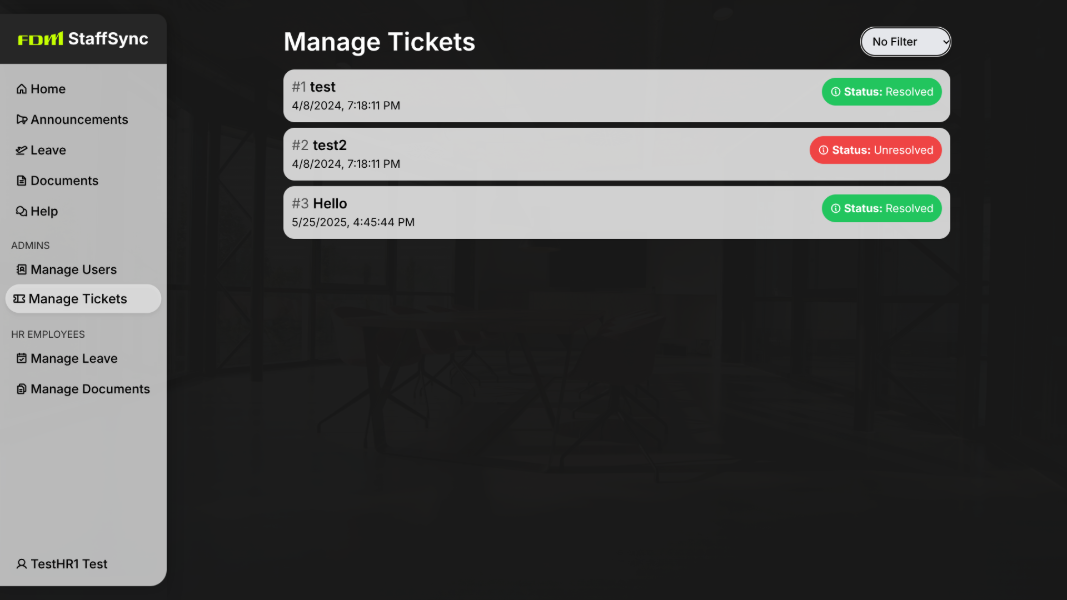 FDM StaffSync
Home
Announcements
Leave
Documents
Help
ADMINS
Manage Users
Manage Tickets
HR EMPLOYEES
Manage Leave
Manage Documents
TestHR1 Test
Manage Tickets
No Filter
#1 test
4/8/2024, 7:18:11 PM
Status: Resolved
#2 test2
4/8/2024, 7:18:11 PM
Status: Unresolved
#3 Hello
5/25/2025, 4:45:44 PM
Status: Resolved